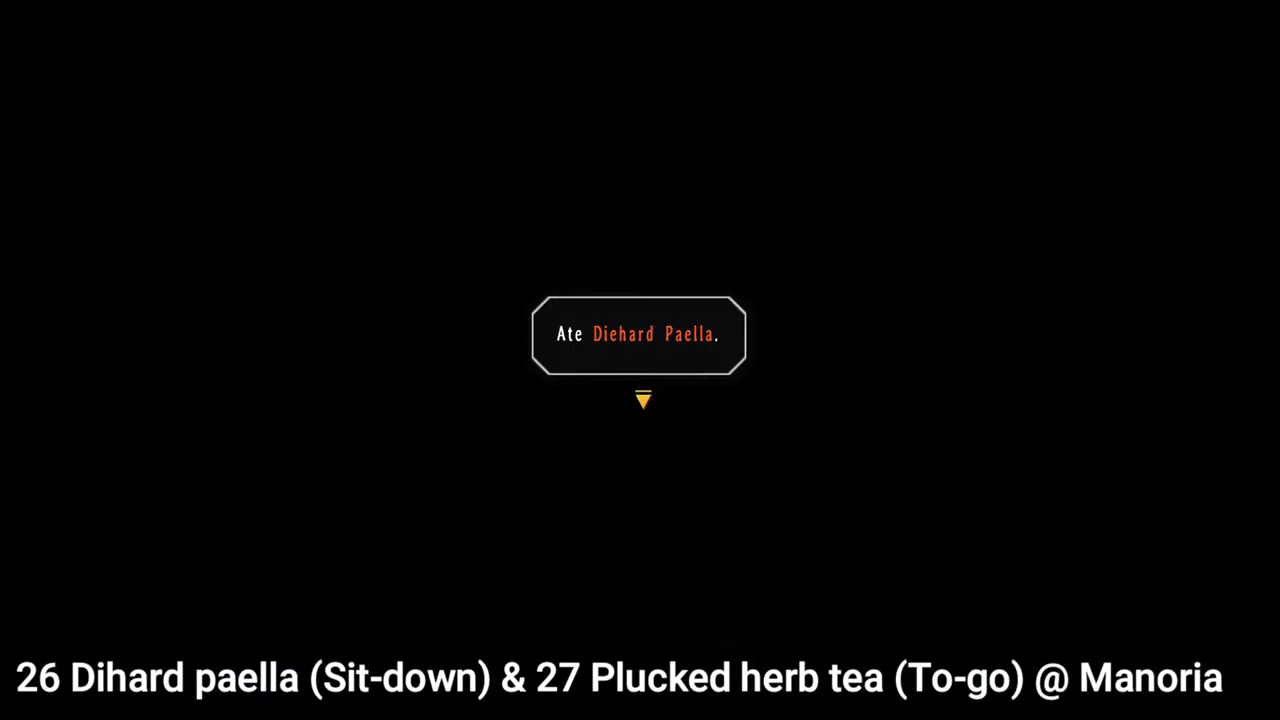 Ate Diehard Paella.
26 Dihard paella (Sit-down) & 27 Plucked herb tea (To-go) @ Manoria